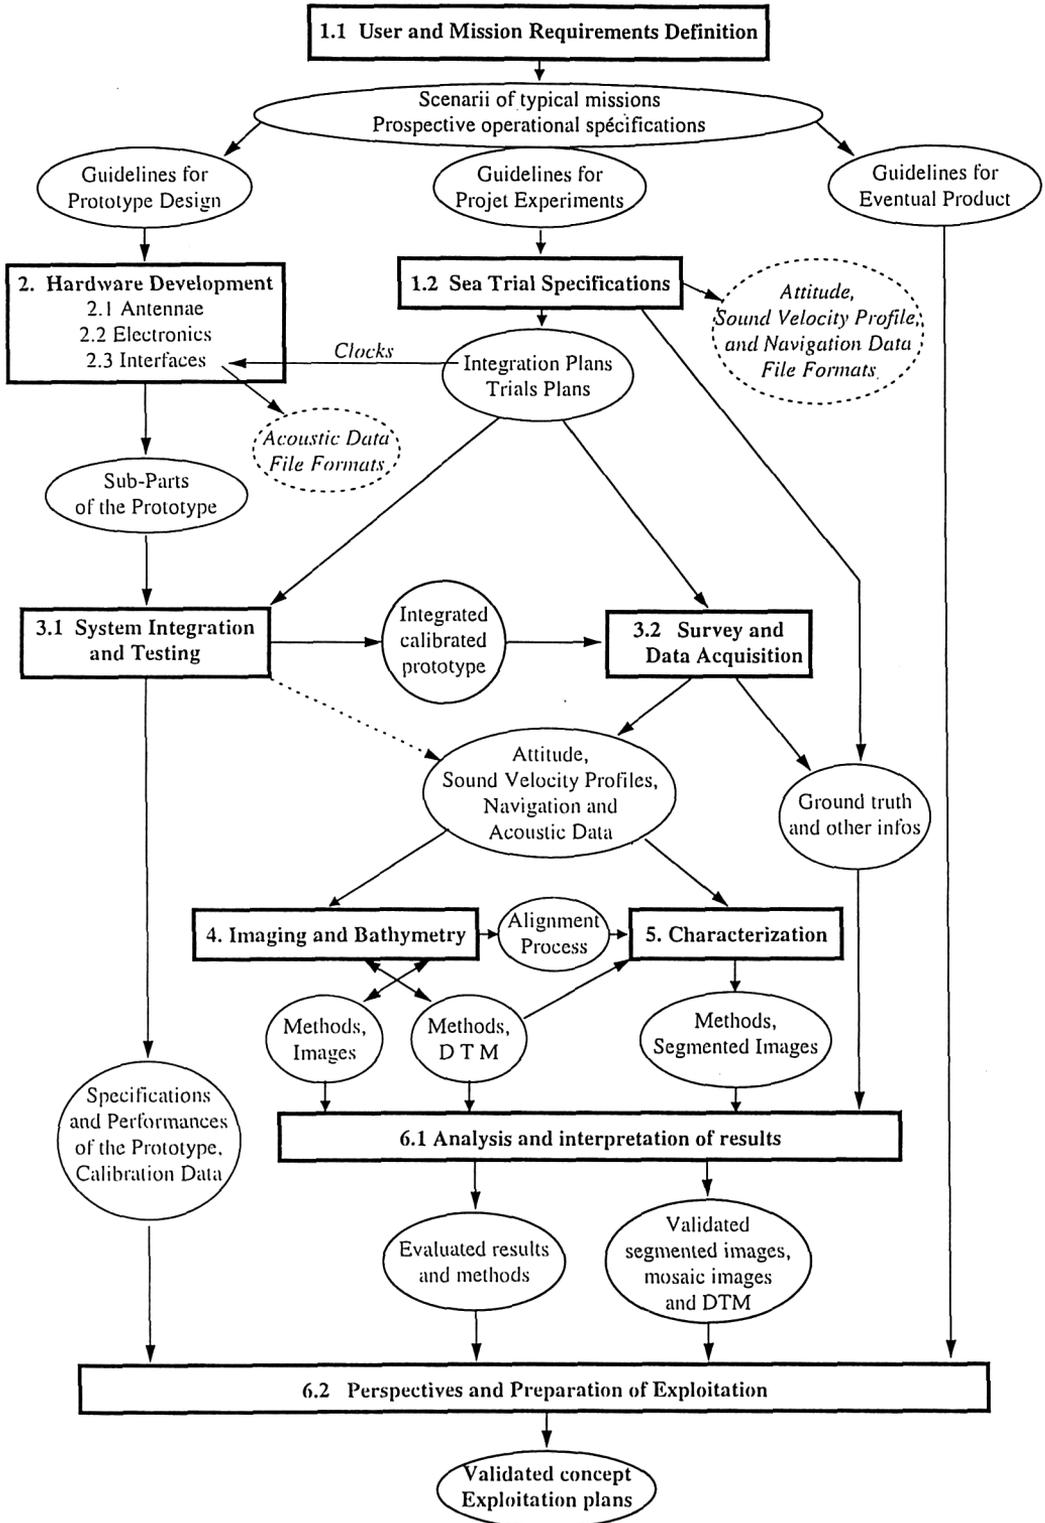 1.1 User and Mission Requirements Definition
Scenarii of typical missions
Prospective operational spécifications
Guidelines for
Prototype Design
Guidelines for
Projet Experiments
Guidelines for
Eventual Product
2. Hardware Development
2.1 Antennae
2.2 Electronics
2.3 Interfaces
1.2 Sea Trial Specifications
Attitude,
Sound Velocity Profile,
and Navigation Data
File Formats
Clocks
Integration Plans
Trials Plans
Acoustic Data
File Formats
Sub-Parts
of the Prototype
3.1 System Integration
and Testing
Integrated
calibrated
prototype
3.2 Survey and
Data Acquisition
Attitude,
Sound Velocity Profiles,
Navigation and
Acoustic Data
Ground truth
and other infos
4. Imaging and Bathymetry
Alignment
Process
5. Characterization
Methods,
Images
Methods,
D T M
Methods,
Segmented Images
Specifications
and Performances
of the Prototype,
Calibration Data
6.1 Analysis and interpretation of results
Evaluated results
and methods
Validated
segmented images,
mosaic images
and DTM
6.2 Perspectives and Preparation of Exploitation
Validated concept
Exploitation plans